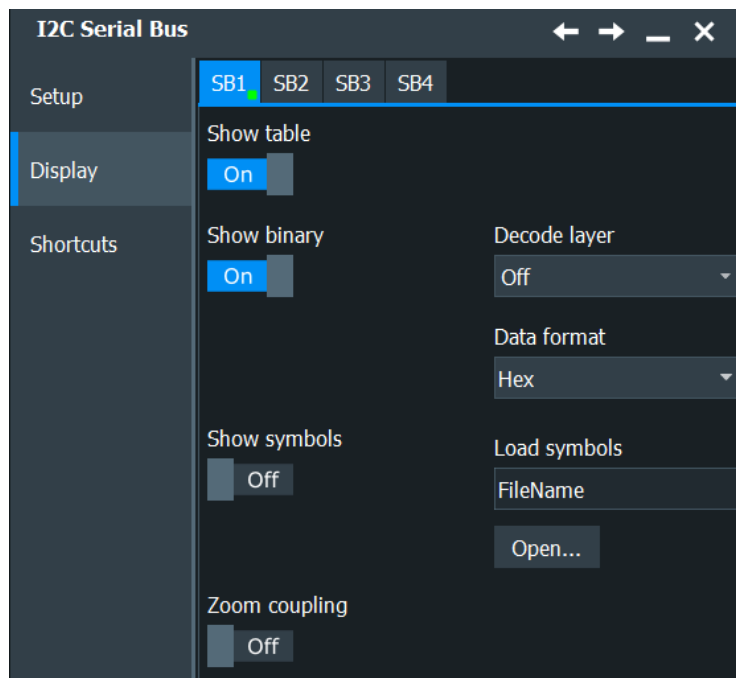 I2C Serial Bus
Setup
Display
Shortcuts
SB1 SB2 SB3 SB4
Show table
On
Show binary
On
Decode layer
Off
Data format
Hex
Show symbols
Off
Load symbols
FileName
Open...
Zoom coupling
Off